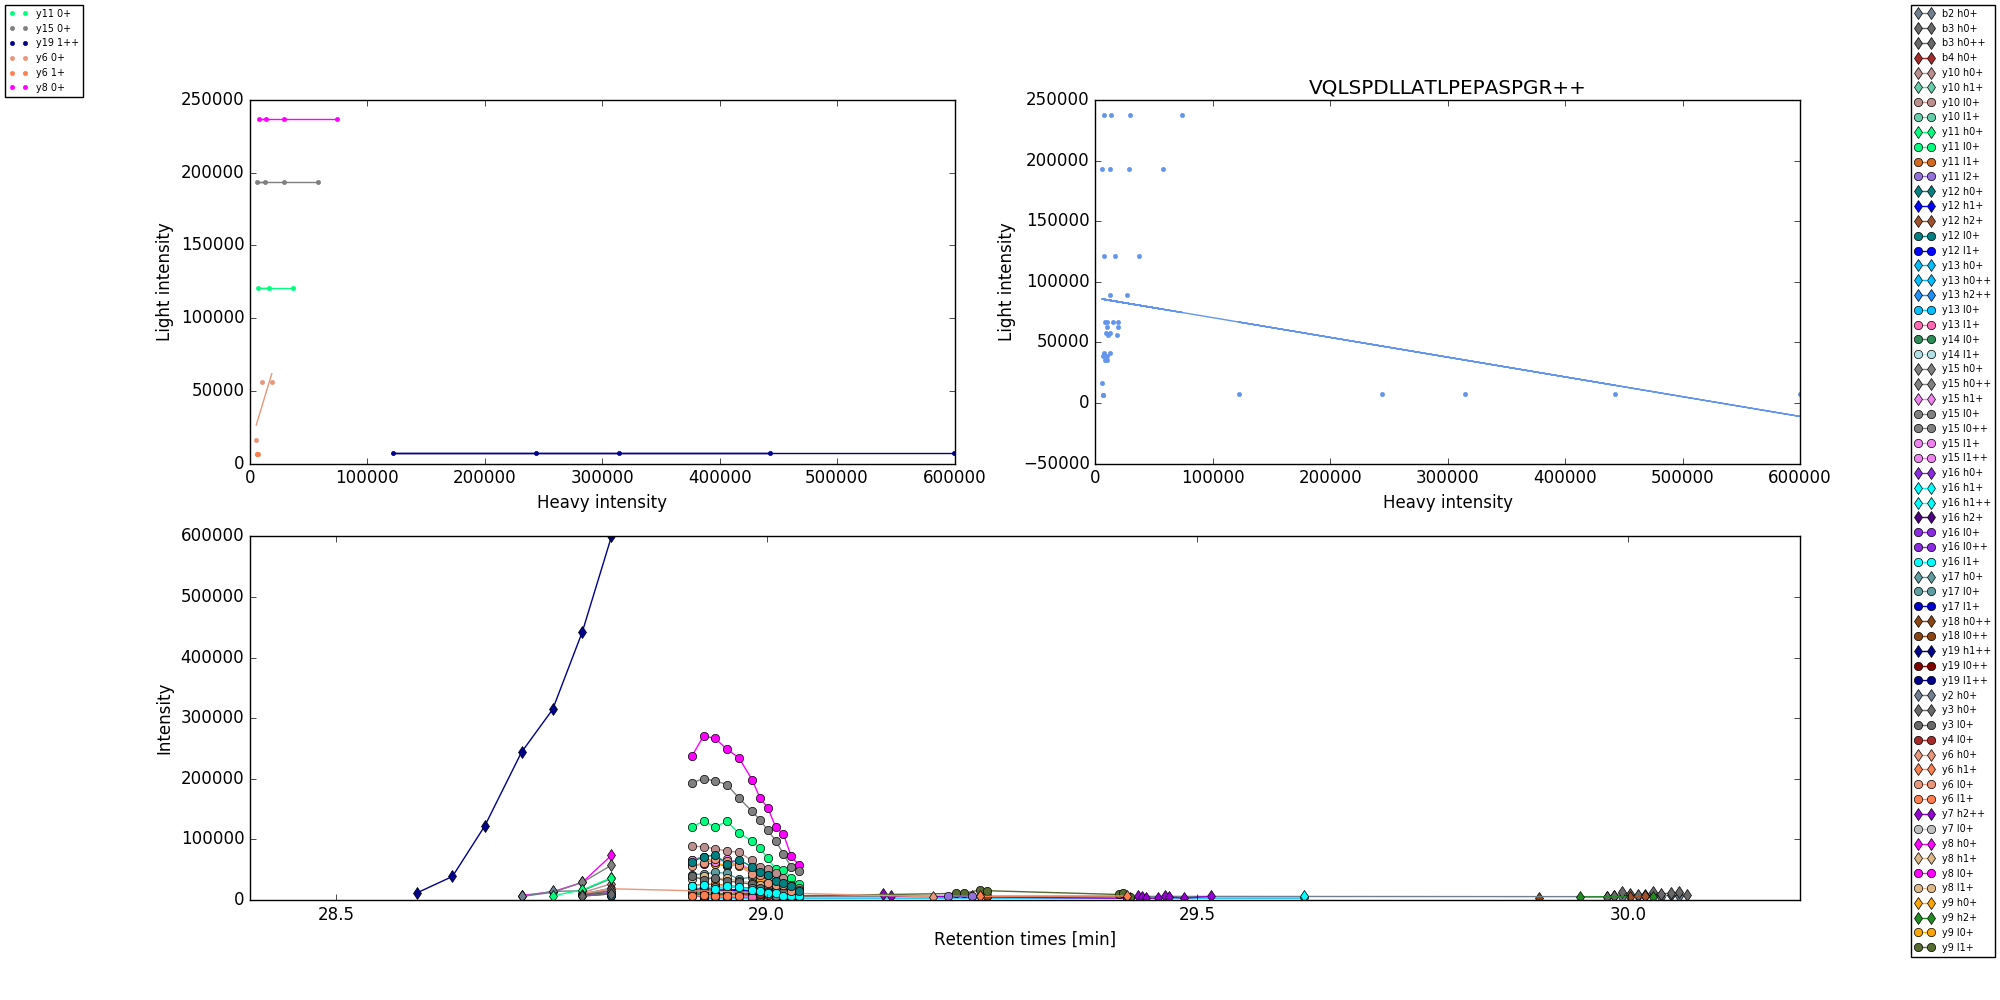 y11 0+
y15 0+
y19 1++
y6 0+
y6 1+
y8 0+
250000
200000
150000
100000
50000
0
Light intensity
0 100000 200000 300000 400000 500000 600000
Heavy intensity
VQLSPDLLATLPEPASPGR++
250000
200000
150000
100000
50000
0
−50000
Light intensity
0 100000 200000 300000 400000 500000 600000
Heavy intensity
600000
500000
400000
300000
200000
100000
0
Intensity
28.5 29.0 29.5 30.0
Retention times [min]
b2 h0+
b3 h0+
b3 h0++
b4 h0+
y10 h0+
y10 h1+
y10 l0+
y10 l1+
y11 h0+
y11 l0+
y11 l1+
y11 l2+
y12 h0+
y12 h1+
y12 h2+
y12 l0+
y12 l1+
y13 h0+
y13 h0++
y13 h2++
y13 l0+
y13 l1+
y14 l0+
y14 l1+
y15 h0+
y15 h0++
y15 h1+
y15 l0+
y15 l0++
y15 l1+
y15 l1++
y16 h0+
y16 h1+
y16 h1++
y16 h2+
y16 l0+
y16 l0++
y16 l1+
y17 h0+
y17 l0+
y17 l1+
y18 h0++
y18 l0++
y19 h1++
y19 l0++
y19 l1++
y2 h0+
y3 h0+
y3 l0+
y4 l0+
y6 h0+
y6 h1+
y6 l0+
y6 l1+
y7 h2++
y7 l0+
y8 h0+
y8 h1+
y8 l0+
y8 l1+
y9 h0+
y9 h2+
y9 l0+
y9 l1+